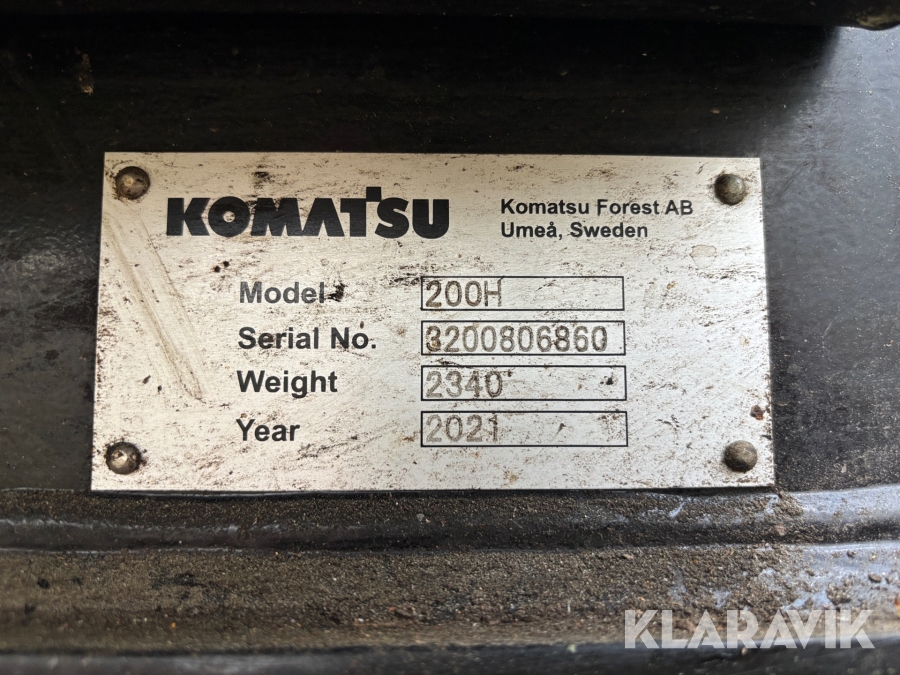 KOMATSU
Komatsu Forest AB
Umeå, Sweden
Model 200H
Serial No. 3200806860
Weight 2340
Year 2021
KLARAVIK